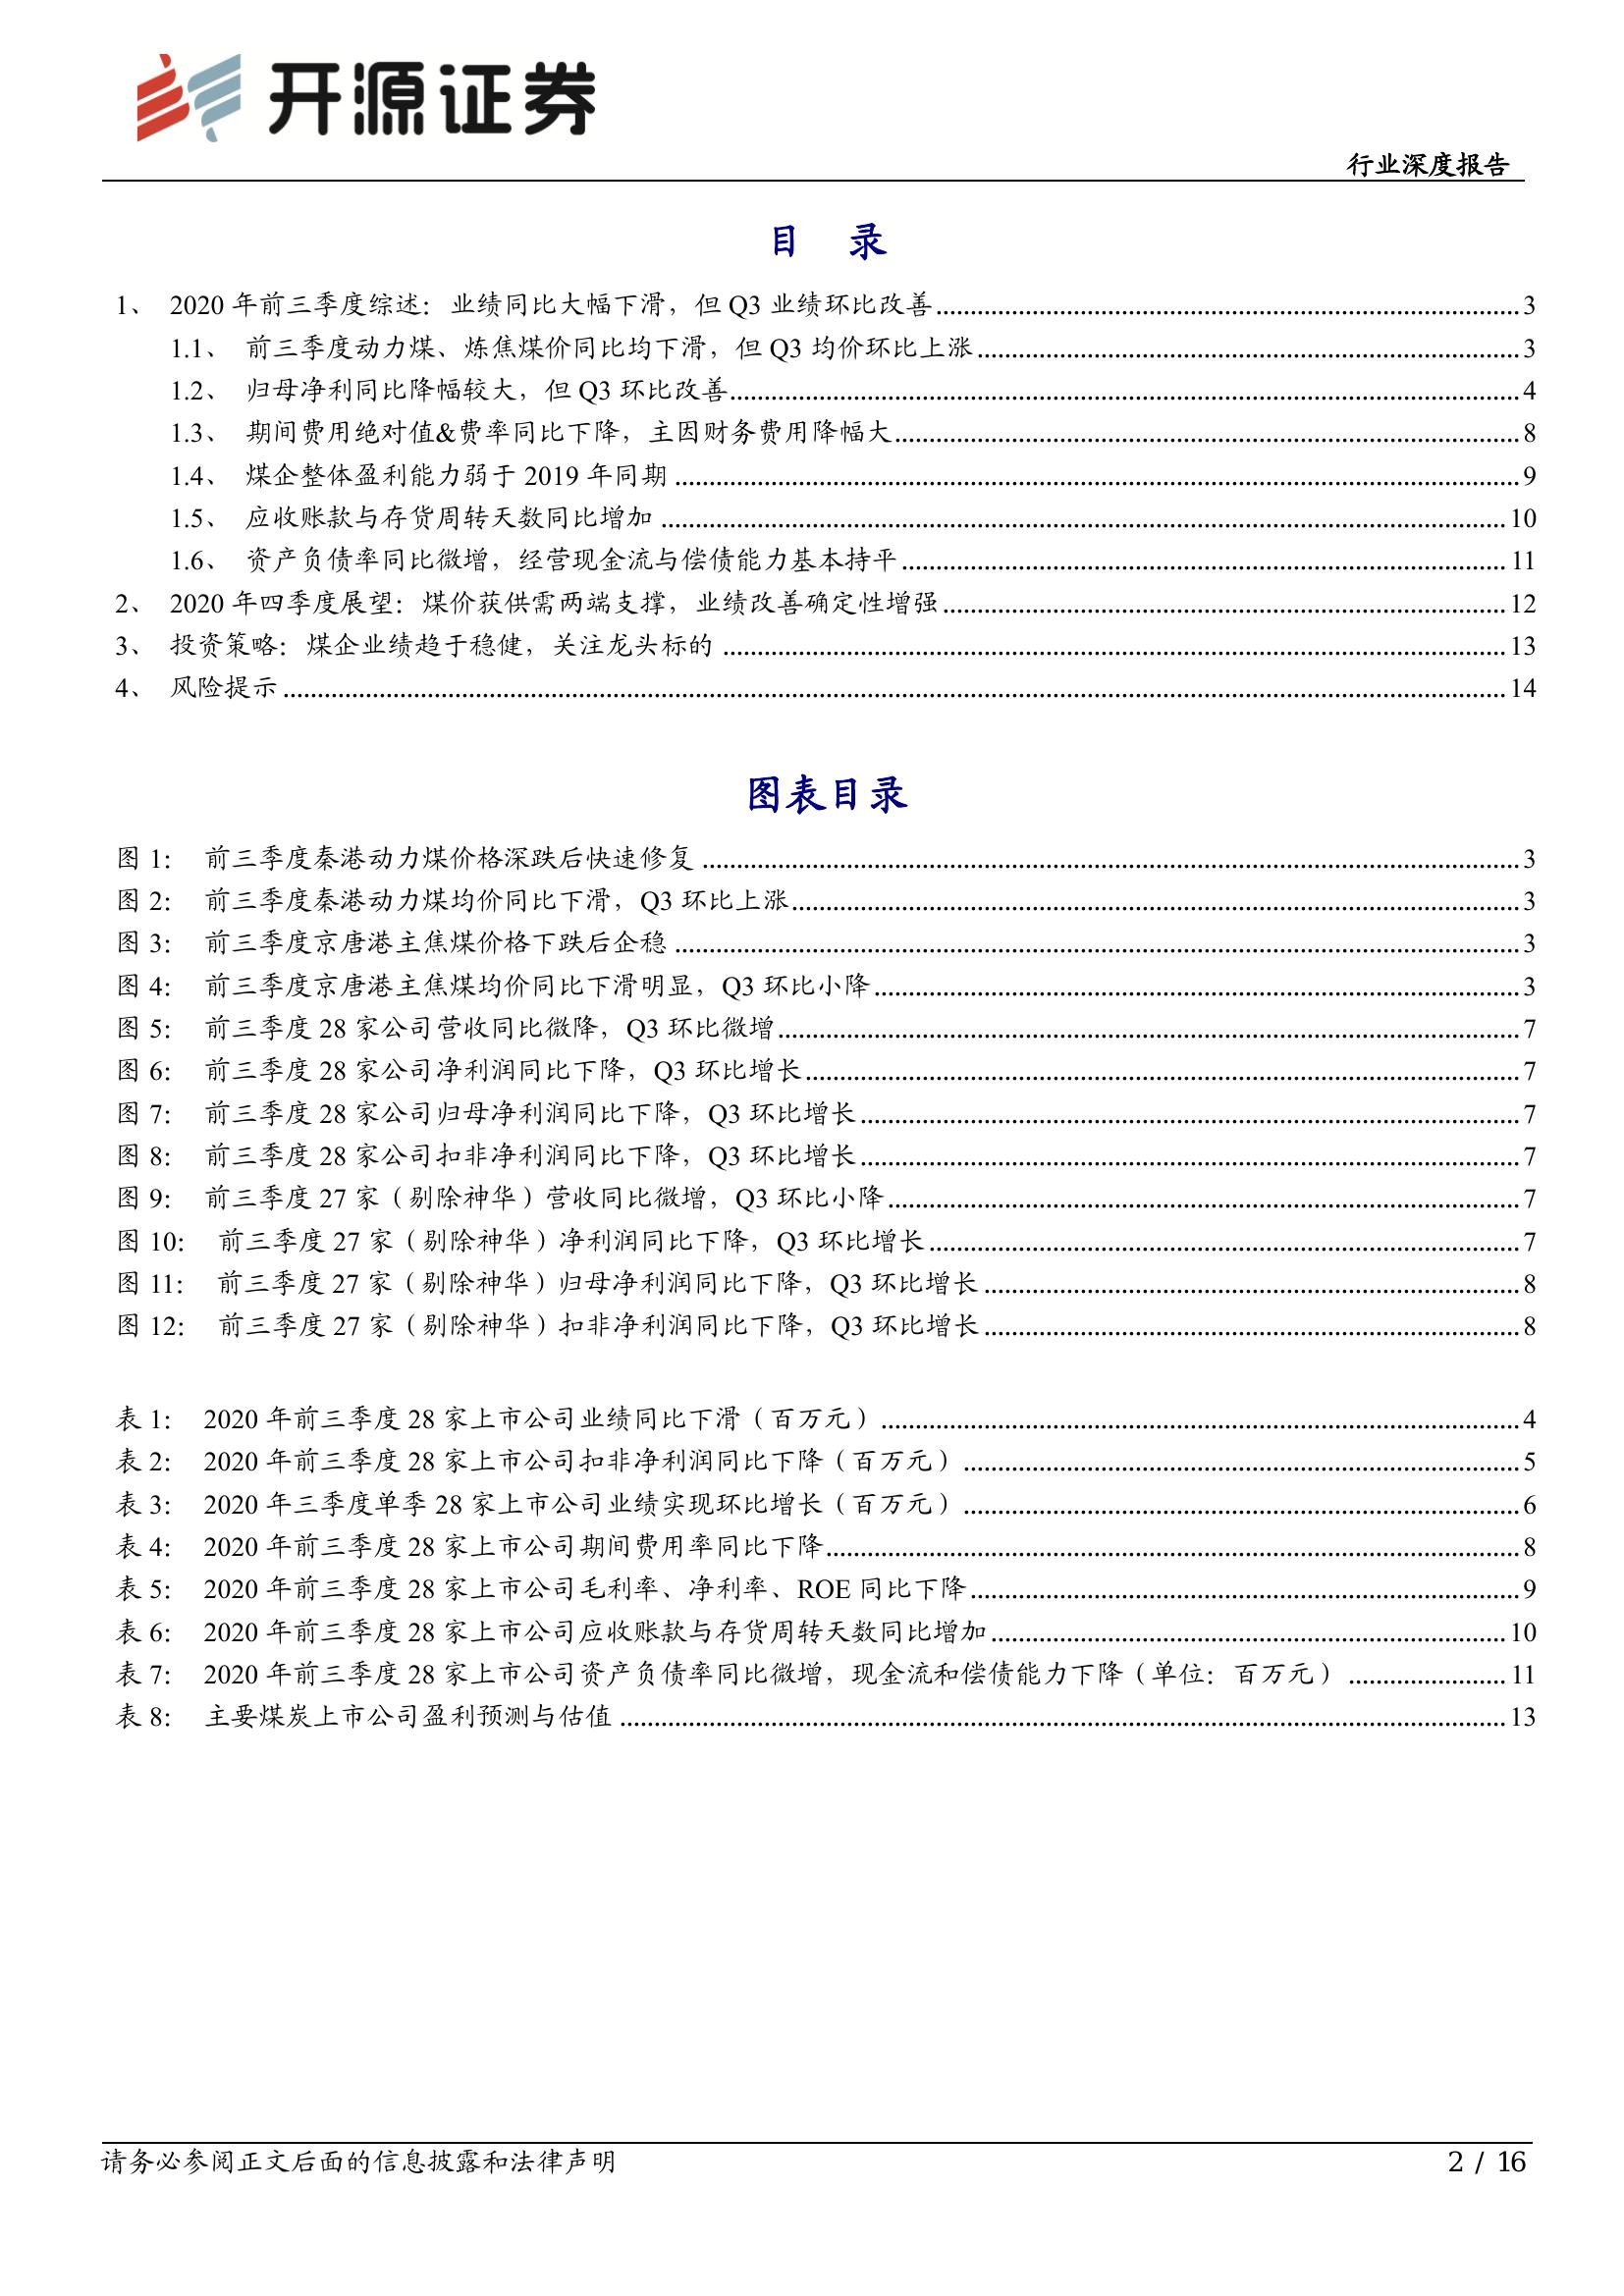 开源证券
行业深度报告
目 录
1、 2020 年前三季度综述：业绩同比大幅下滑，但 Q3 业绩环比改善 3
1.1、 前三季度动力煤、炼焦煤价同比均下滑，但 Q3 均价环比上涨 3
1.2、 归母净利同比降幅较大，但 Q3 环比改善 4
1.3、 期间费用绝对值&费率同比下降，主因财务费用降幅大 8
1.4、 煤企整体盈利能力弱于 2019 年同期 9
1.5、 应收账款与存货周转天数同比增加 10
1.6、 资产负债率同比微增，经营现金流与偿债能力基本持平 11
2、 2020 年四季度展望：煤价获供需两端支撑，业绩改善确定性增强 12
3、 投资策略：煤企业绩趋于稳健，关注龙头标的 13
4、 风险提示 14
图表目录
图 1： 前三季度秦港动力煤价格深跌后快速修复 3
图 2： 前三季度秦港动力煤均价同比下滑，Q3 环比上涨 3
图 3： 前三季度京唐港主焦煤价格下跌后企稳 3
图 4： 前三季度京唐港主焦煤均价同比下滑明显，Q3 环比小降 3
图 5： 前三季度 28 家公司营收同比微降，Q3 环比微增 7
图 6： 前三季度 28 家公司净利润同比下降，Q3 环比增长 7
图 7： 前三季度 28 家公司归母净利润同比下降，Q3 环比增长 7
图 8： 前三季度 28 家公司扣非净利润同比下降，Q3 环比增长 7
图 9： 前三季度 27 家（剔除神华）营收同比微增，Q3 环比小降 7
图 10： 前三季度 27 家（剔除神华）净利润同比下降，Q3 环比增长 7
图 11： 前三季度 27 家（剔除神华）归母净利润同比下降，Q3 环比增长 8
图 12： 前三季度 27 家（剔除神华）扣非净利润同比下降，Q3 环比增长 8
表 1： 2020 年前三季度 28 家上市公司业绩同比下滑（百万元） 4
表 2： 2020 年前三季度 28 家上市公司扣非净利润同比下降（百万元） 5
表 3： 2020 年三季度单季 28 家上市公司业绩实现环比增长（百万元） 6
表 4： 2020 年前三季度 28 家上市公司期间费用率同比下降 8
表 5： 2020 年前三季度 28 家上市公司毛利率、净利率、ROE 同比下降 9
表 6： 2020 年前三季度 28 家上市公司应收账款与存货周转天数同比增加 10
表 7： 2020 年前三季度 28 家上市公司资产负债率同比微增，现金流和偿债能力下降（单位：百万元） 11
表 8： 主要煤炭上市公司盈利预测与估值 13
请务必参阅正文后面的信息披露和法律声明
2 / 16